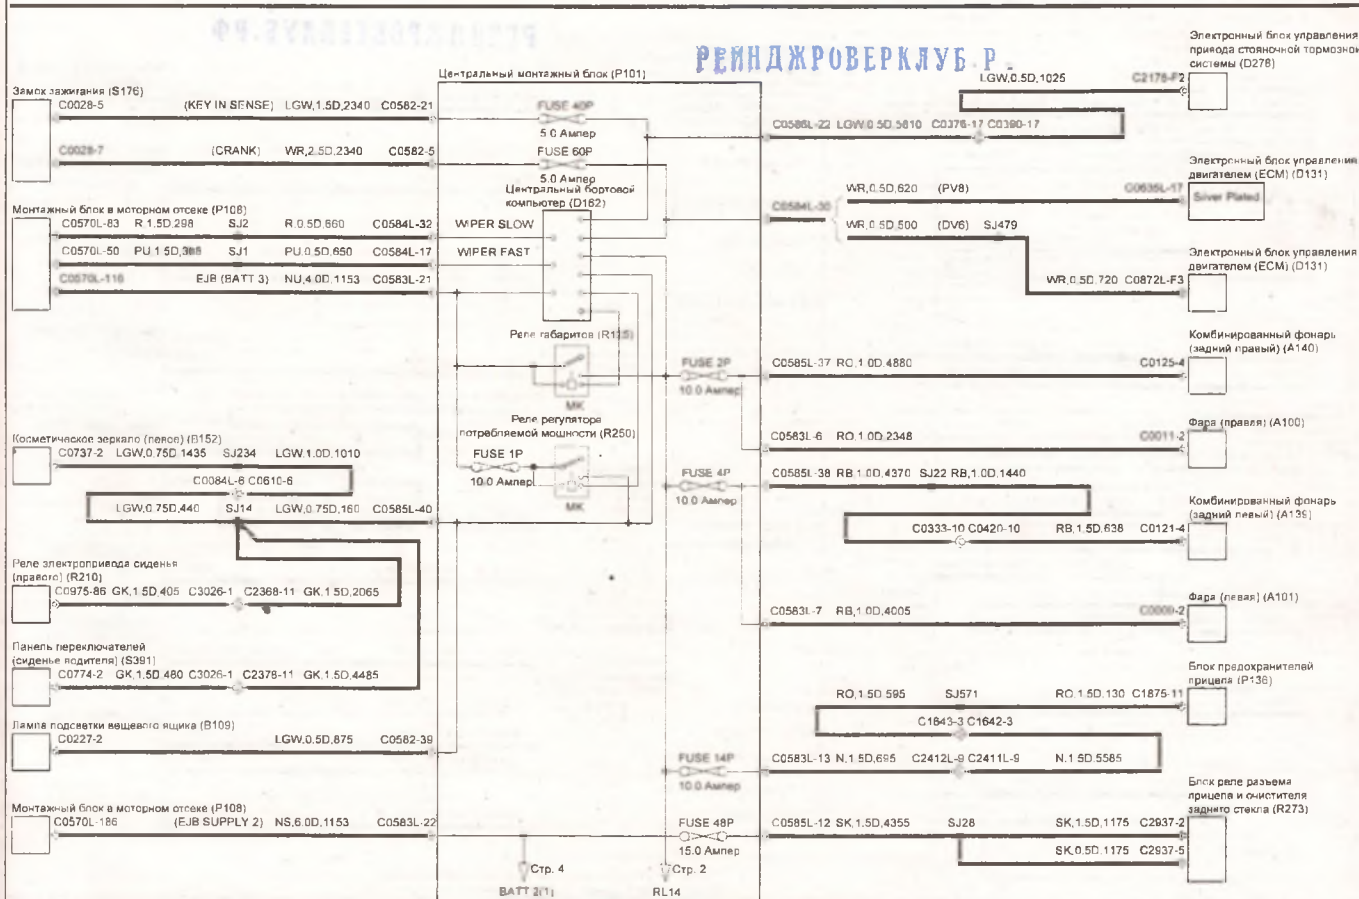 РЕЙНДЖРОВЕРКЛУБ Р
Электронный блок управления
привода стояночной тормозной
системы (D278)
Центральный монтажный блок (P101)
LGW,0.5D,1025 C2178-F2
Замок зажигания (S176)
C0028-5 (KEY IN SENSE) LGW,1.5D,2340 C0582-21
FUSE 40P
5.0 Ампер
C0586L-22 LGW,0.5D,5810 C0376-17 C0390-17
C0028-7 (CRANK) WR,2.5D,2340 C0582-5
FUSE 60P
5.0 Ампер
Электронный блок управления
двигателем (ECM) (D131)
Центральный бортовой
компьютер (D162)
WR,0.5D,620 (PV8) C0635L-17
Silver Plated
C0584L-30
Монтажный блок в моторном отсеке (P108)
C0570L-83 R,1.5D,298 SJ2 R,0.5D,660 C0584L-32
WIPER SLOW
WR,0.5D,500 (DV6) SJ479
C0570L-50 PU,1.5D, SJ1 PU,0.5D,650 C0584L-17
WIPER FAST
Электронный блок управления
двигателем (ECM) (D131)
C0570L-116 EJB (BATT 3) NU,4.0D,1153 C0583L-21
WR,0.5D,720 C0872L-F3
Реле габаритов (R125)
MK
FUSE 2P
10.0 Ампер
Комбинированный фонарь
(задний правый) (A140)
C0585L-37 RO,1.0D,4880 C0125-4
Реле регулятора
потребляемой мощности (R250)
FUSE 1P
10.0 Ампер
MK
Фара (правая) (A100)
C0583L-6 RO,1.0D,2348 C0011-2
Косметическое зеркало (левое) (B152)
C0737-2 LGW,0.75D,1435 SJ234 LGW,1.0D,1010
C0084L-6 C0610-6
LGW,0.75D,440 SJ14 LGW,0.75D,160 C0585L-40
FUSE 4P
10.0 Ампер
C0585L-38 RB,1.0D,4370 SJ22 RB,1.0D,1440
Комбинированный фонарь
(задний левый) (A139)
C0333-10 C0420-10 RB,1.5D,638 C0121-4
Реле электропривода сиденья
(правого) (R210)
C0975-86 GK,1.5D,405 C3026-1 C2368-11 GK,1.5D,2065
Фара (левая) (A101)
C0583L-7 RB,1.0D,4005 C0009-2
Панель переключателей
(сиденье водителя) (S391)
C0774-2 GK,1.5D,480 C3026-1 C2378-11 GK,1.5D,4485
Блок предохранителей
прицепа (P136)
RO,1.5D,595 SJ571 RO,1.5D,130 C1875-11
C1643-3 C1642-3
Лампа подсветки вещевого ящика (B109)
C0227-2 LGW,0.5D,875 C0582-39
FUSE 14P
10.0 Ампер
C0583L-13 N,1.5D,695 C2412L-9 C2411L-9 N,1.5D,5585
Блок реле разъема
прицепа и очистителя
заднего стекла (R273)
Монтажный блок в моторном отсеке (P108)
C0570L-186 (EJB SUPPLY 2) NS,6.0D,1153 C0583L-22
FUSE 48P
15.0 Ампер
C0585L-12 SK,1.5D,4355 SJ28 SK,1.5D,1175 C2937-2
SK,0.5D,1175 C2937-5
Стр. 4
BATT 2(1)
Стр. 2
RL14